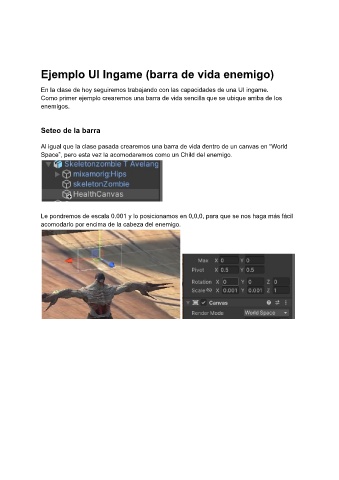 Ejemplo UI Ingame (barra de vida enemigo)
En la clase de hoy seguiremos trabajando con las capacidades de una UI ingame.
Como primer ejemplo crearemos una barra de vida sencilla que se ubique arriba de los
enemigos.
Seteo de la barra
Al igual que la clase pasada crearemos una barra de vida dentro de un canvas en “World
Space”, pero esta vez la acomodaremos como un Child del enemigo.
Skeletonzombie T Avelang
mixamorig:Hips
skeletonZombie
HealthCanvas
Le pondremos de escala 0.001 y lo posicionamos en 0,0,0, para que se nos haga más fácil
acomodarlo por encima de la cabeza del enemigo.
Max X 0 Y 0
Pivot X 0.5 Y 0.5
Rotation X 0 Y 0 Z 0
Scale X 0.001 Y 0.001 Z 1
Canvas
Render Mode World Space